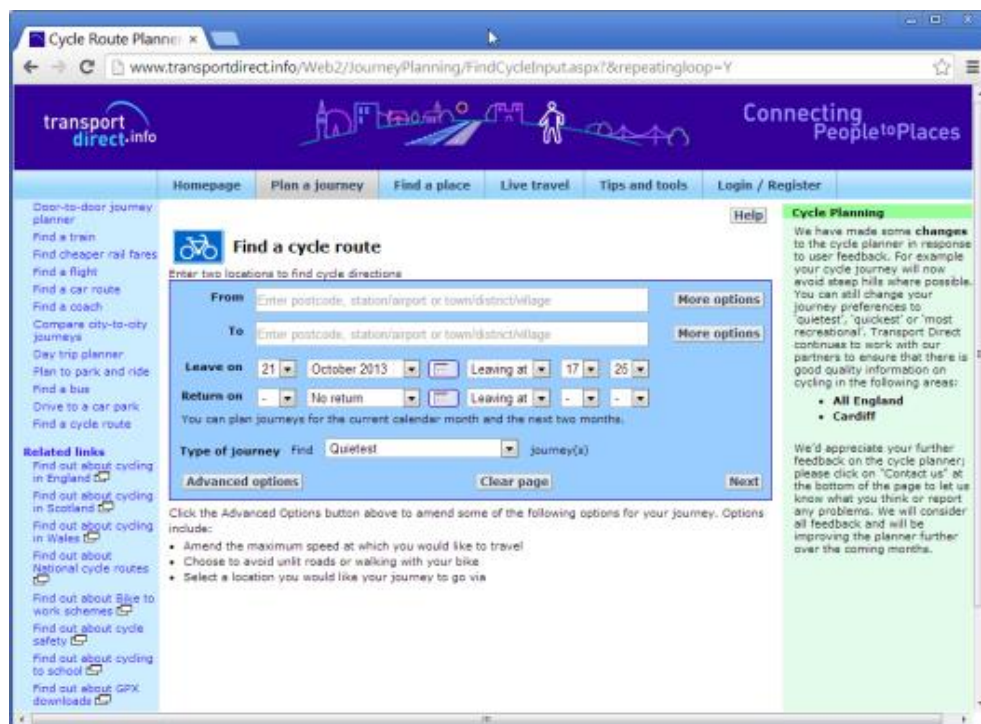 Cycle Route Planne
www.transportdirect.info/Web2/JourneyPlanning/FindCycleInput.aspx?&repeatingloop=Y
transport
direct.info
Connecting
PeopletoPlaces
Homepage Plan a journey Find a place Live travel Tips and tools Login / Register
Door-to-door journey
planner
Find a train
Find cheaper rail fares
Find a flight
Find a car route
Find a coach
Compare city-to-city
journeys
Day trip planner
Plan to park and ride
Find a bus
Drive to a car park
Find a cycle route
Related links
Find out about cycling
in England
Find out about cycling
in Scotland
Find out about cycling
in Wales
Find out about
National cycle routes
Find out about Bike to
work schemes
Find out about cycle
safety
Find out about cycling
to school
Find out about GPX
downloads
Help
Find a cycle route
Enter two locations to find cycle directions
From Enter postcode, station/airport or town/district/village More options
To Enter postcode, station/airport or town/district/village More options
Leave on 21 October 2013 Leaving at 17 25
Return on - No return Leaving at - -
You can plan journeys for the current calendar month and the next two months.
Type of journey Find Quietest journey(s)
Advanced options Clear page Next
Click the Advanced Options button above to amend some of the following options for your journey. Options
include:
• Amend the maximum speed at which you would like to travel
• Choose to avoid unlit roads or walking with your bike
• Select a location you would like your journey to go via
Cycle Planning
We have made some changes
to the cycle planner in response
to user feedback. For example
your cycle journey will now
avoid steep hills where possible.
You can still change your
journey preferences to
'quietest', 'quickest' or 'most
recreational'. Transport Direct
continues to work with our
partners to ensure that there is
good quality information on
cycling in the following areas:
• All England
• Cardiff
We'd appreciate your further
feedback on the cycle planner;
please click on "Contact us" at
the bottom of the page to let us
know what you think or report
any problems. We will consider
all feedback and will be
improving the planner further
over the coming months.